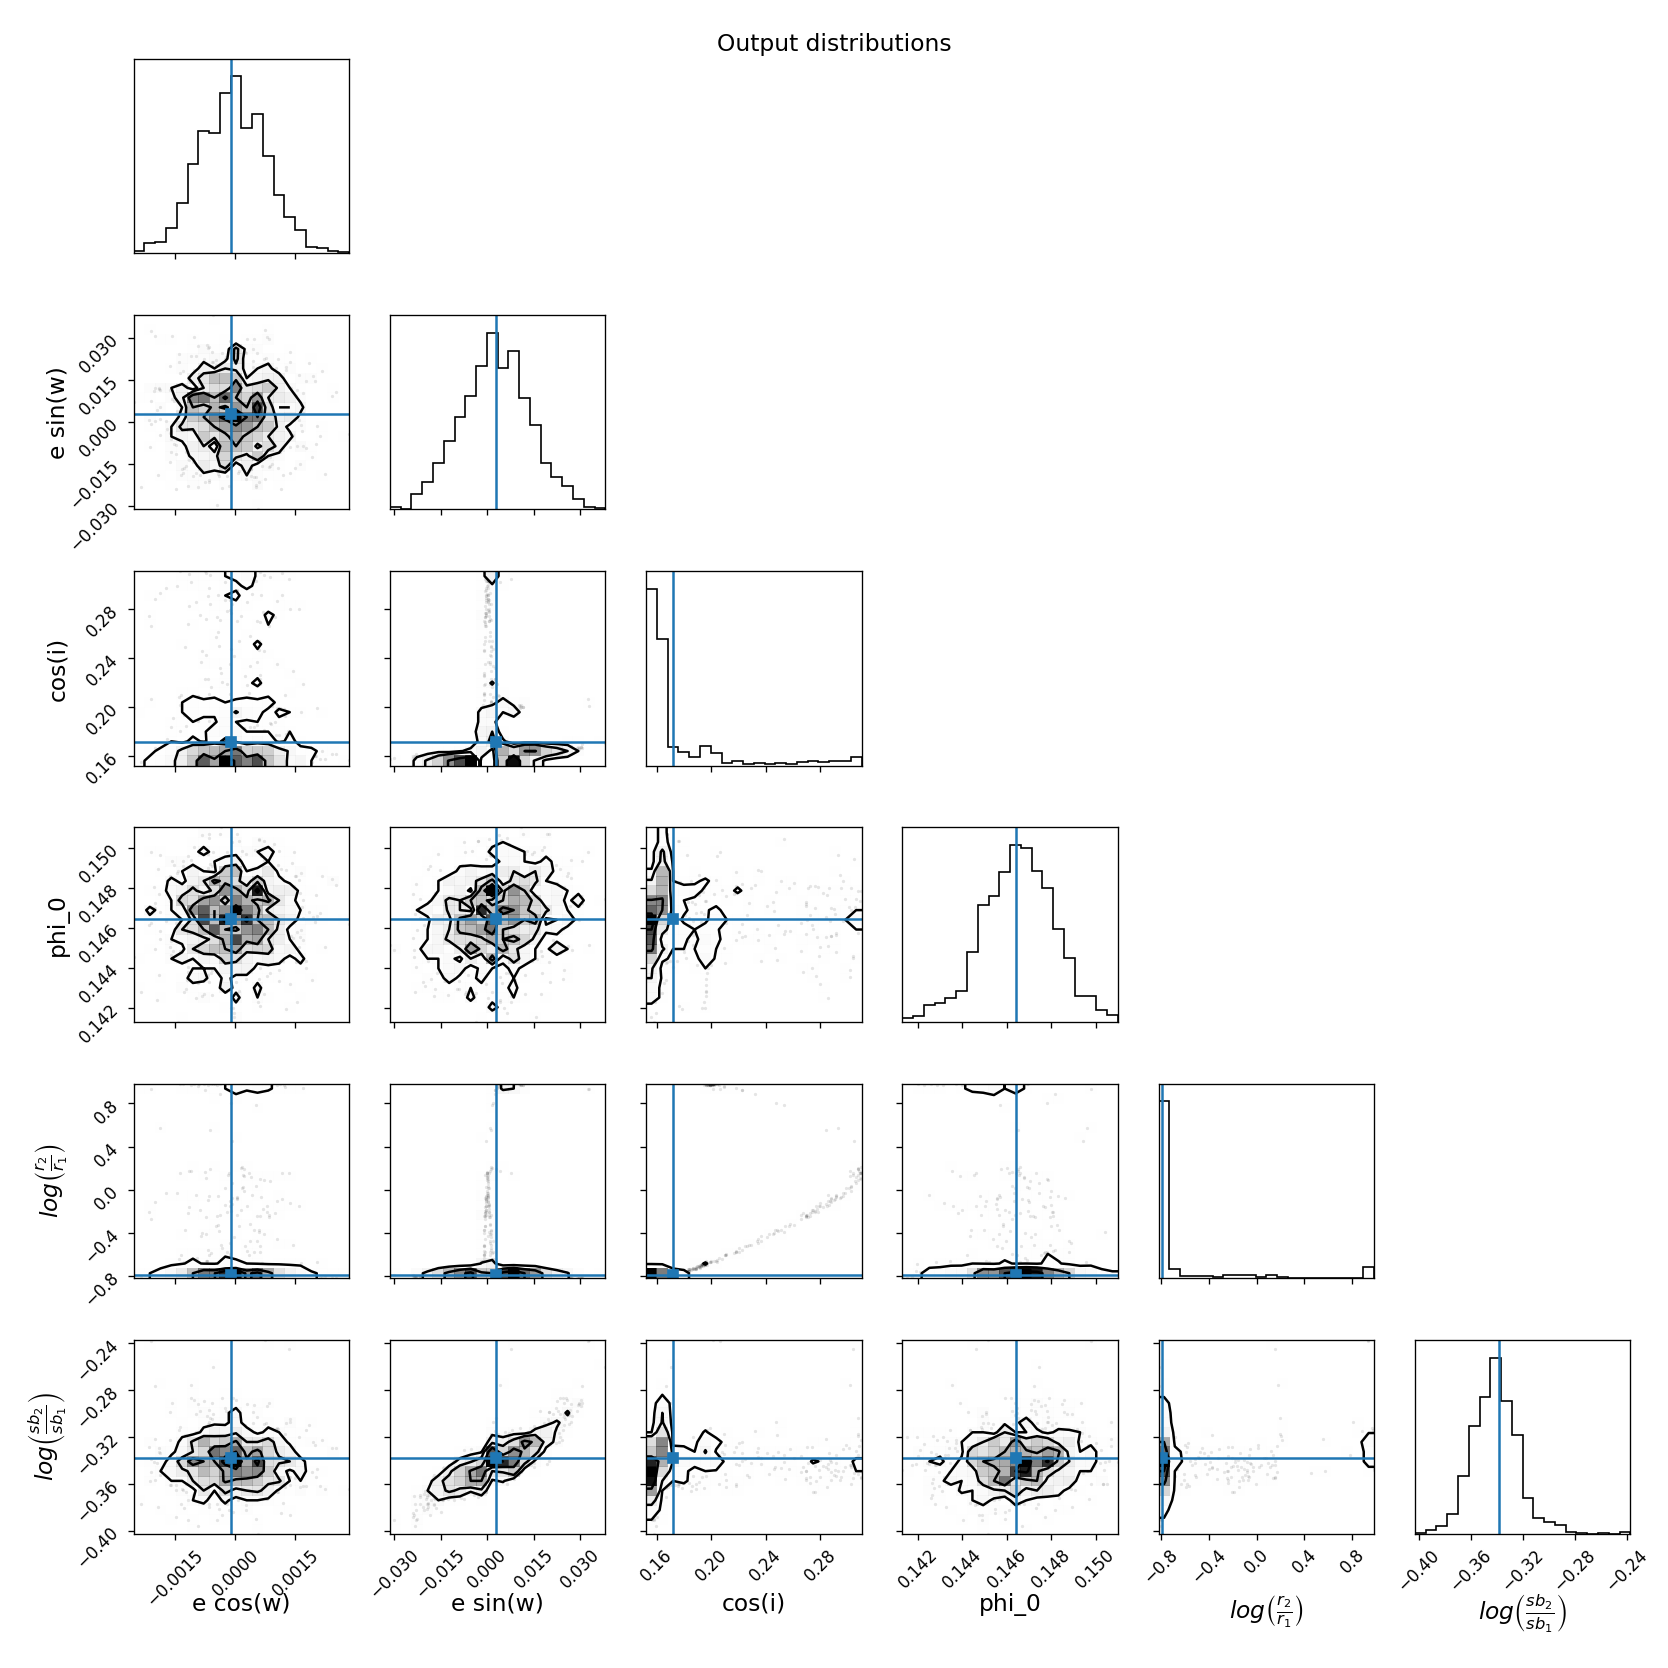 Output distributions
e sin(w)
0.030
0.015
0.000
−0.015
−0.030
cos(i)
0.28
0.24
0.20
0.16
phi_0
0.150
0.148
0.146
0.144
0.142
log(r₂/r₁)
0.8
0.4
0.0
−0.4
−0.8
log(sb₂/sb₁)
−0.24
−0.28
−0.32
−0.36
−0.40
−0.0015 0.0000 0.0015
−0.030 −0.015 0.000 0.015 0.030
0.16 0.20 0.24 0.28
0.142 0.144 0.146 0.148 0.150
−0.8 −0.4 0.0 0.4 0.8
−0.40 −0.36 −0.32 −0.28 −0.24
e cos(w) e sin(w) cos(i) phi_0 log(r₂/r₁) log(sb₂/sb₁)